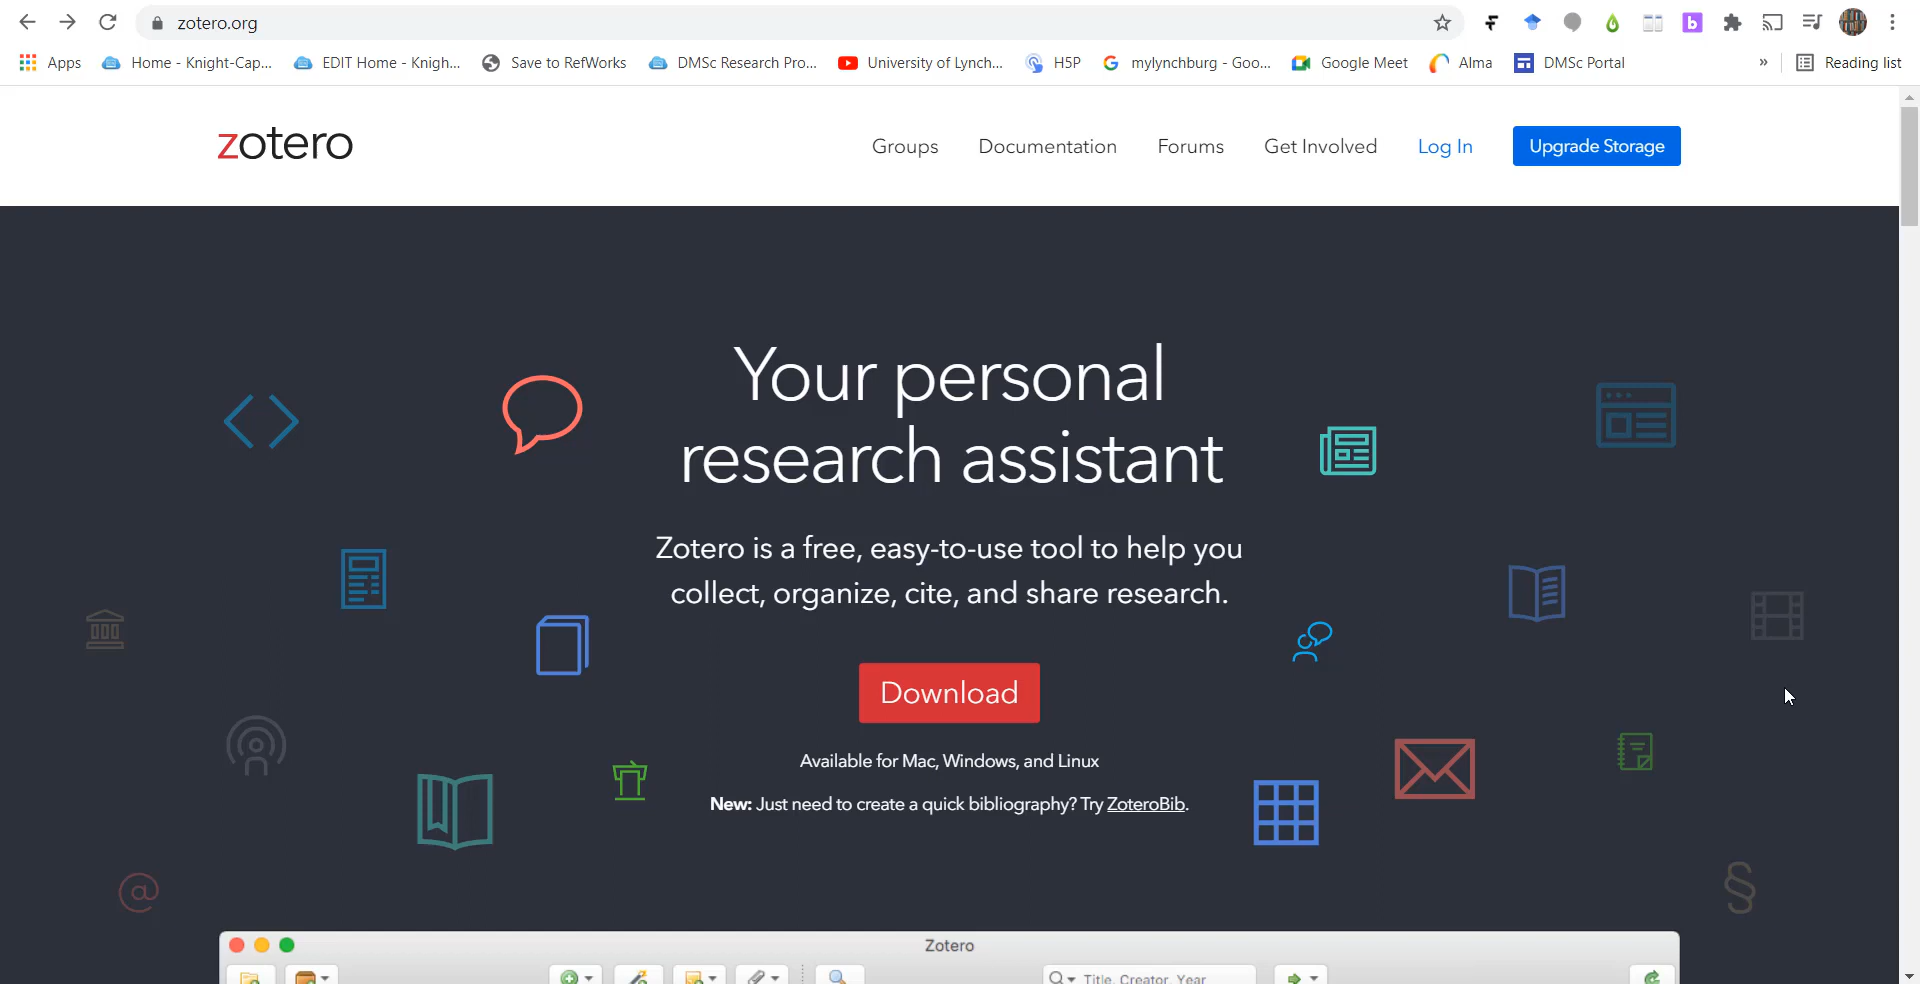 zotero.org
Apps Home - Knight-Cap... EDIT Home - Knigh... Save to RefWorks DMSc Research Pro... University of Lynch... H5P mylynchburg - Goo... Google Meet Alma DMSc Portal » Reading list
zotero Groups Documentation Forums Get Involved Log In Upgrade Storage
Your personal
research assistant
Zotero is a free, easy-to-use tool to help you
collect, organize, cite, and share research.
Download
Available for Mac, Windows, and Linux
New: Just need to create a quick bibliography? Try ZoteroBib.
Zotero
Title, Creator, Year